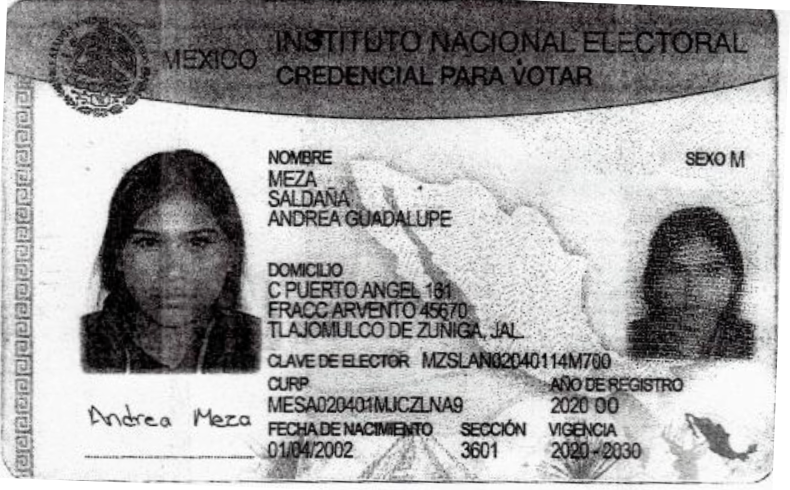 MEXICO INSTITUTO NACIONAL ELECTORAL
CREDENCIAL PARA VOTAR
NOMBRE
SEXO M
MEZA
SALDAÑA
ANDREA GUADALUPE
DOMICILIO
C PUERTO ANGEL 161
FRACC ARVENTO 45670
TLAJOMULCO DE ZUÑIGA, JAL.
CLAVE DE ELECTOR MZSLAN02040114M700
CURP
AÑO DE REGISTRO
MESA020401MJCZLNA9
2020 00
FECHA DE NACIMIENTO SECCIÓN VIGENCIA
01/04/2002 3601 2020-2030
Andrea Meza